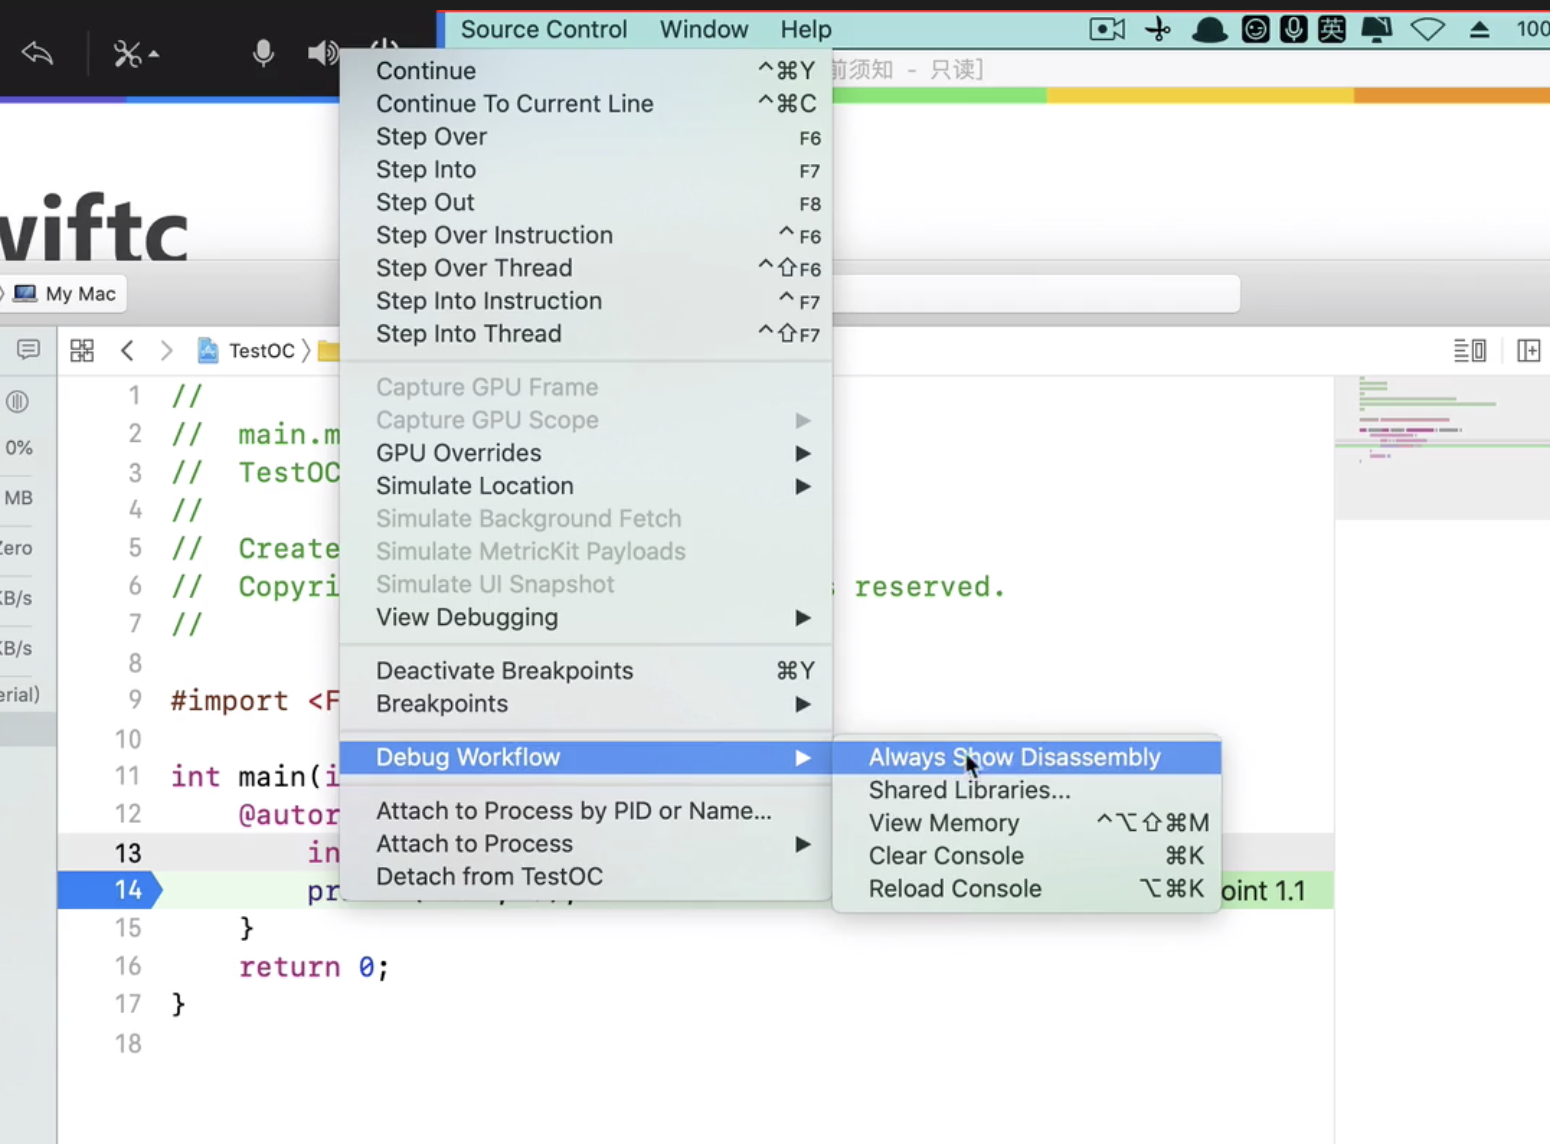 Source Control Window Help 英 100
前须知 - 只读]
Continue ^⌘Y
Continue To Current Line ^⌘C
Step Over F6
Step Into F7
Step Out F8
Step Over Instruction ^F6
Step Over Thread ^⇧F6
Step Into Instruction ^F7
Step Into Thread ^⇧F7
Capture GPU Frame
Capture GPU Scope ▶
GPU Overrides ▶
Simulate Location ▶
Simulate Background Fetch
Simulate MetricKit Payloads
Simulate UI Snapshot
View Debugging ▶
Deactivate Breakpoints ⌘Y
Breakpoints ▶
Debug Workflow ▶
Attach to Process by PID or Name...
Attach to Process ▶
Detach from TestOC
Always Show Disassembly
Shared Libraries...
View Memory ^⌥⇧⌘M
Clear Console ⌘K
Reload Console ⌥⌘K
wiftc
My Mac
TestOC
0%
MB
Zero
KB/s
KB/s
erial)
1 //
2 // main.m
3 // TestOC
4 //
5 // Create
6 // Copyri s reserved.
7 //
8
9 #import <F
10
11 int main(i
12 @autor
13 in
14 pr oint 1.1
15 }
16 return 0;
17 }
18